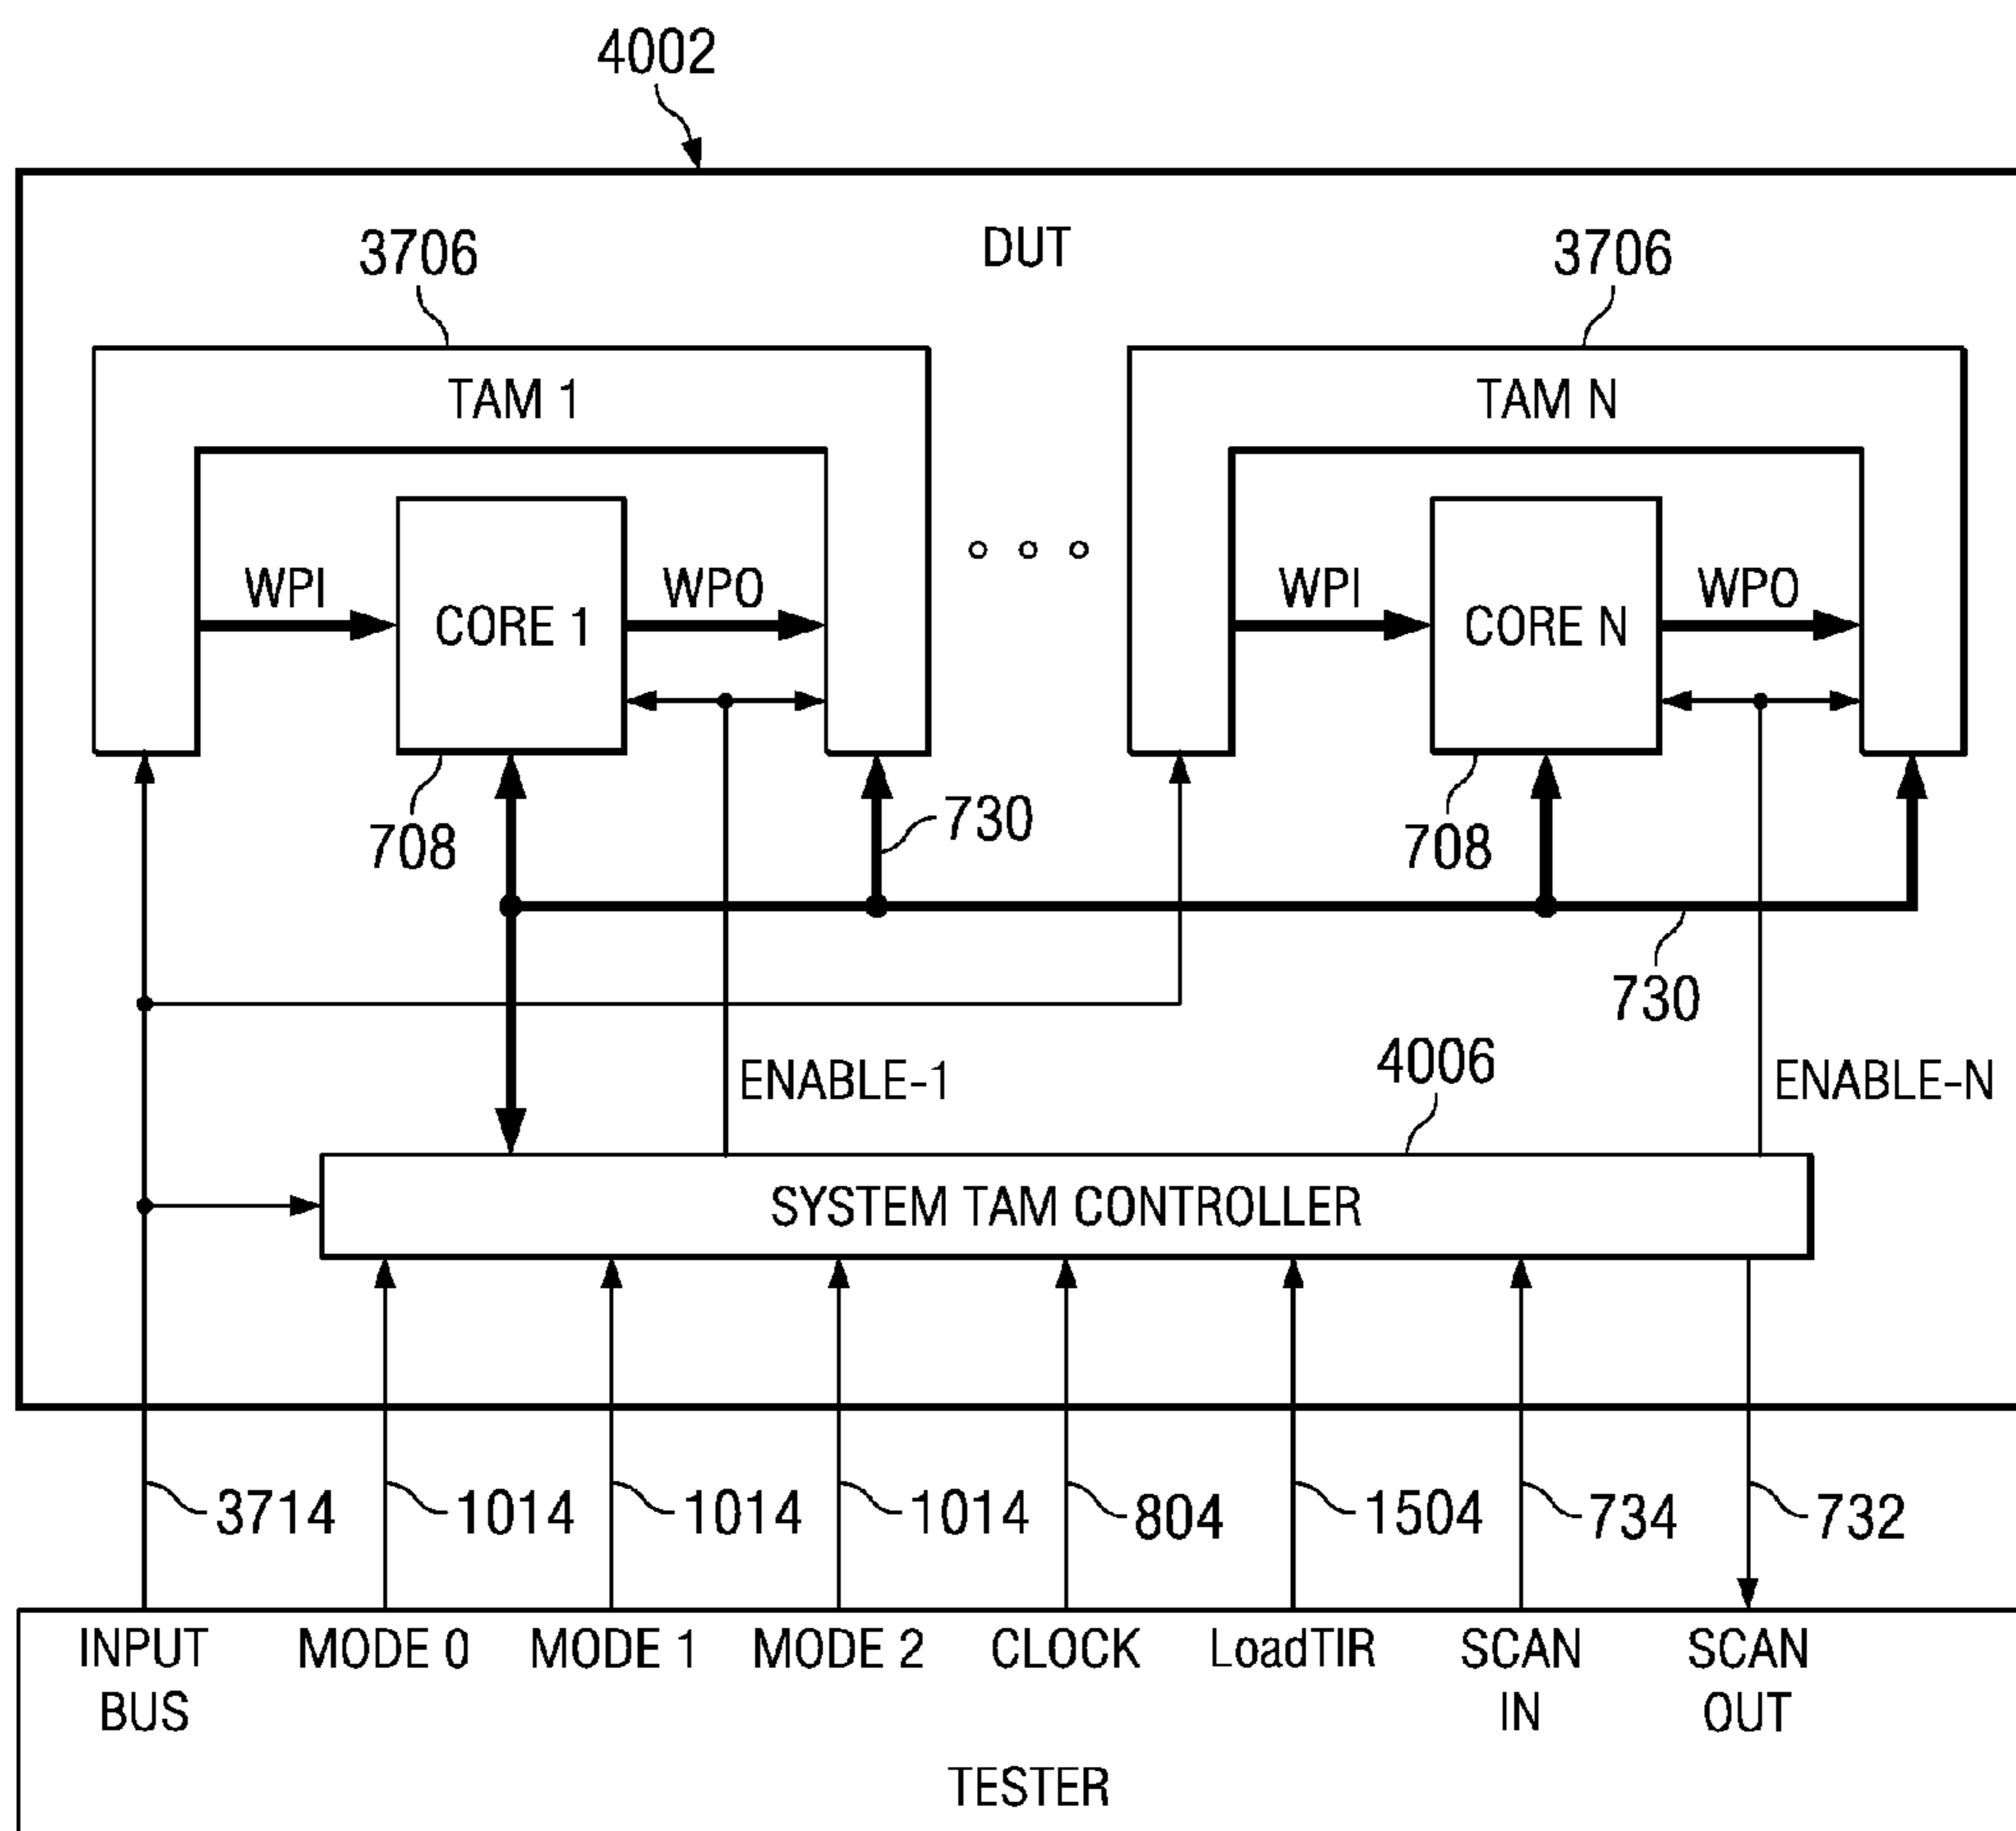 4002
DUT
3706
3706
TAM 1
TAM N
WPI
CORE 1
WPO
WPI
CORE N
WPO
708
730
708
730
ENABLE-1
4006
ENABLE-N
SYSTEM TAM CONTROLLER
3714
1014
1014
1014
804
1504
734
732
INPUT BUS
MODE 0
MODE 1
MODE 2
CLOCK
LoadTIR
SCAN IN
SCAN OUT
TESTER